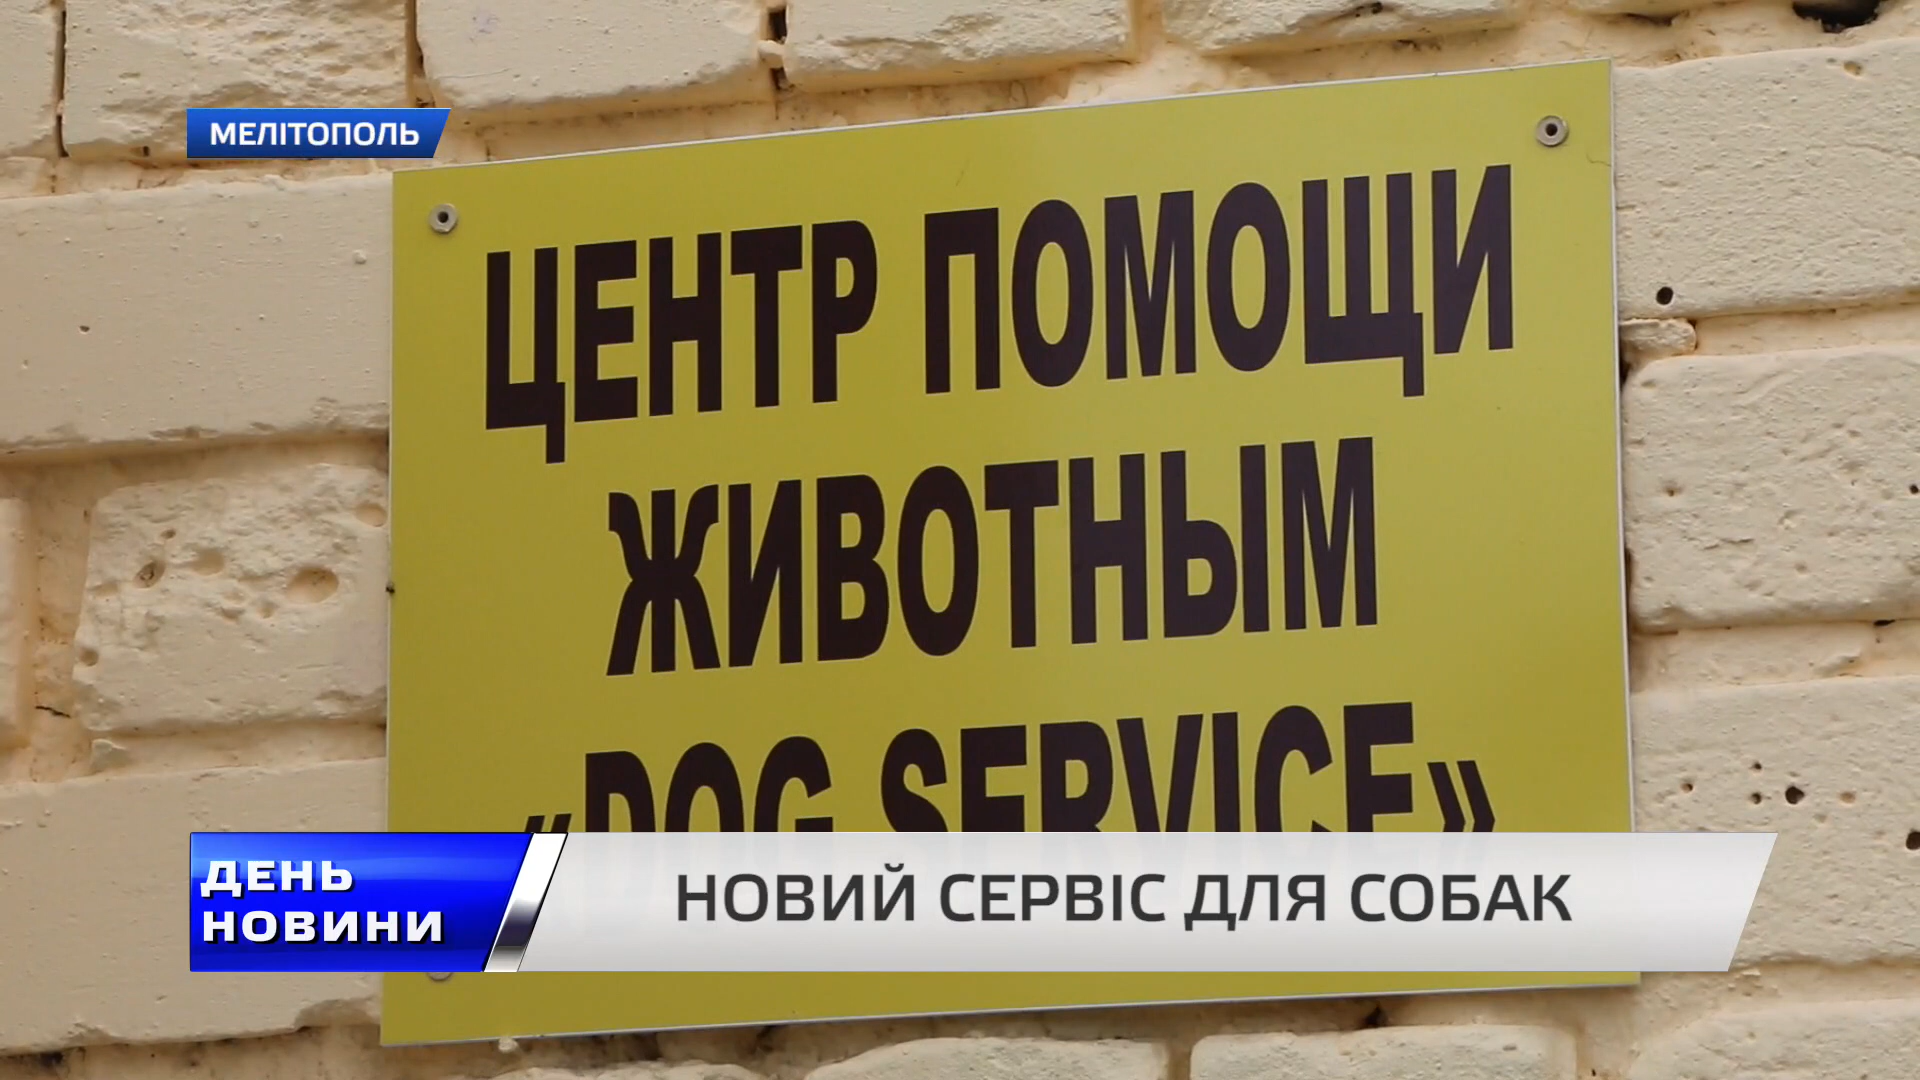 МЕЛІТОПОЛЬ
ЦЕНТР ПОМОЩИ
ЖИВОТНЫМ
«DOG SERVICE»
ДЕНЬ
НОВИНИ
НОВИЙ СЕРВІС ДЛЯ СОБАК